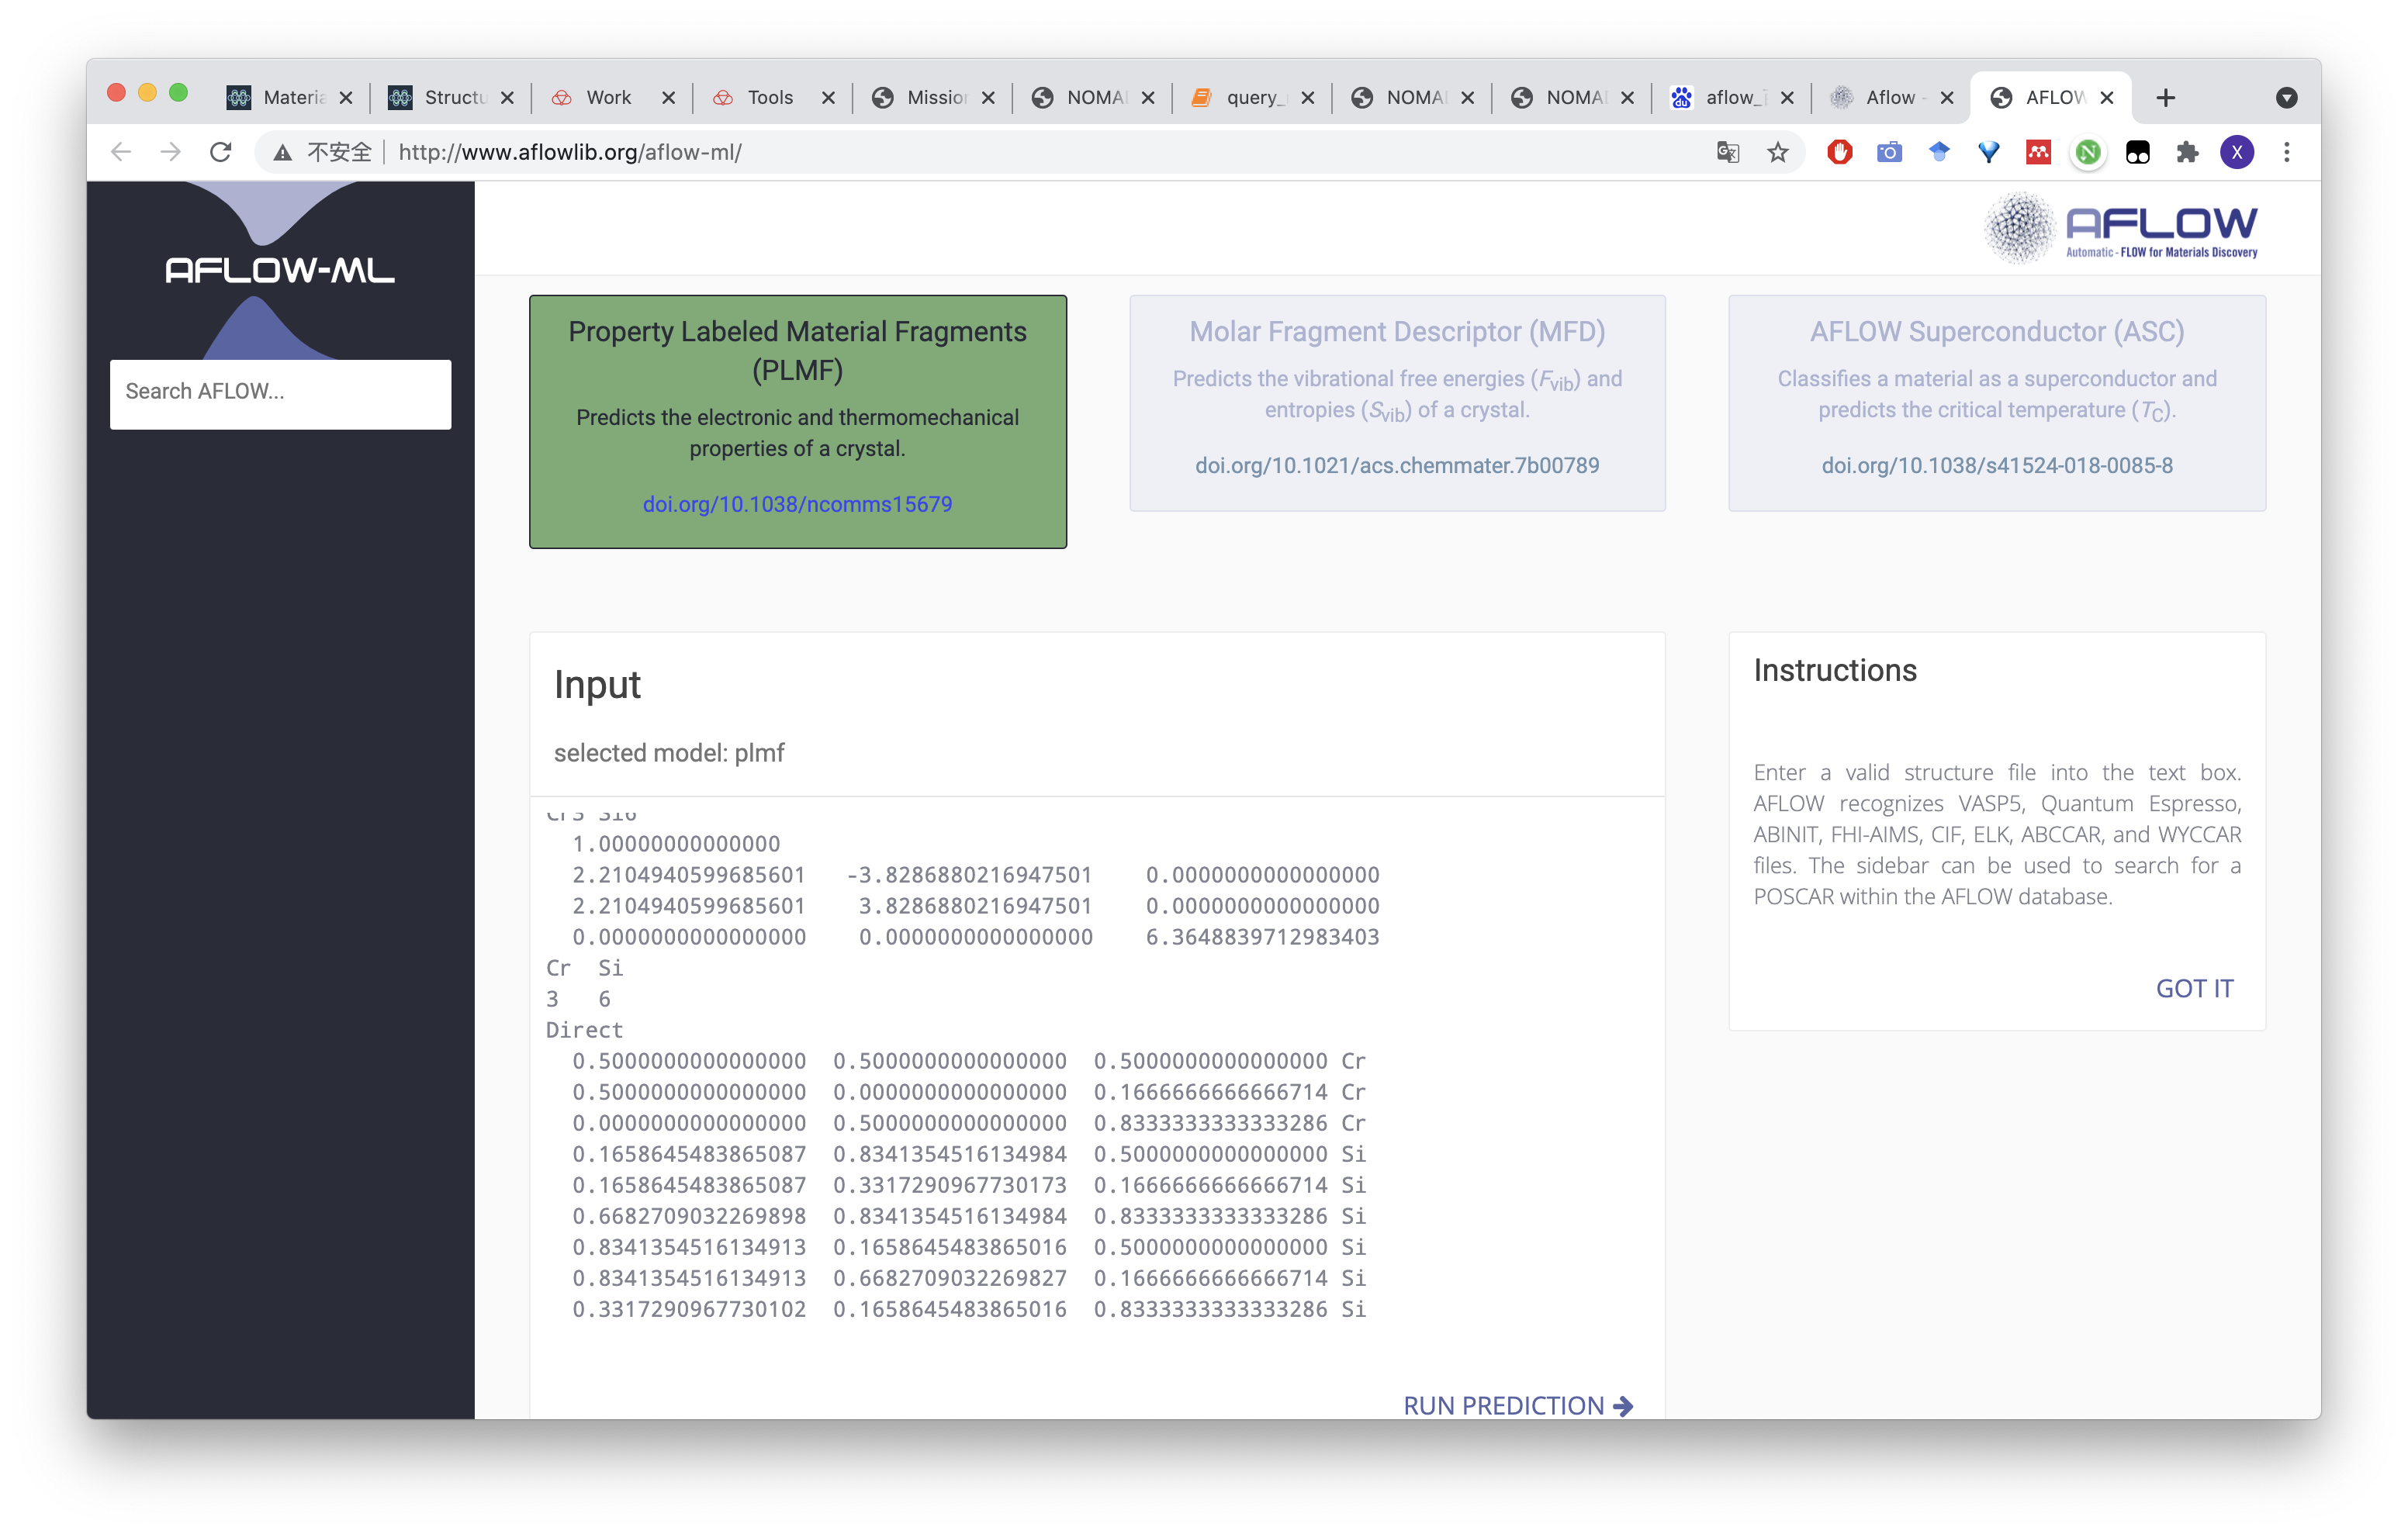 Materia
Structu
Work
Tools
Mission
NOMA
query_
NOMA
NOMA
aflow_
Aflow -
AFLOW
不安全
http://www.aflowlib.org/aflow-ml/
X
AFLOW-ML
Search AFLOW...
AFLOW
Automatic - FLOW for Materials Discovery
Property Labeled Material Fragments
(PLMF)
Predicts the electronic and thermomechanical
properties of a crystal.
doi.org/10.1038/ncomms15679
Molar Fragment Descriptor (MFD)
Predicts the vibrational free energies (Fvib) and
entropies (Svib) of a crystal.
doi.org/10.1021/acs.chemmater.7b00789
AFLOW Superconductor (ASC)
Classifies a material as a superconductor and
predicts the critical temperature (TC).
doi.org/10.1038/s41524-018-0085-8
Input
selected model: plmf
Cr3 Si6
1.00000000000000
2.2104940599685601 -3.8286880216947501 0.0000000000000000
2.2104940599685601 3.8286880216947501 0.0000000000000000
0.0000000000000000 0.0000000000000000 6.3648839712983403
Cr Si
3 6
Direct
0.5000000000000000 0.5000000000000000 0.5000000000000000 Cr
0.5000000000000000 0.0000000000000000 0.1666666666666714 Cr
0.0000000000000000 0.5000000000000000 0.8333333333333286 Cr
0.1658645483865087 0.8341354516134984 0.5000000000000000 Si
0.1658645483865087 0.3317290967730173 0.1666666666666714 Si
0.6682709032269898 0.8341354516134984 0.8333333333333286 Si
0.8341354516134913 0.1658645483865016 0.5000000000000000 Si
0.8341354516134913 0.6682709032269827 0.1666666666666714 Si
0.3317290967730102 0.1658645483865016 0.8333333333333286 Si
RUN PREDICTION
Instructions
Enter a valid structure file into the text box.
AFLOW recognizes VASP5, Quantum Espresso,
ABINIT, FHI-AIMS, CIF, ELK, ABCCAR, and WYCCAR
files. The sidebar can be used to search for a
POSCAR within the AFLOW database.
GOT IT